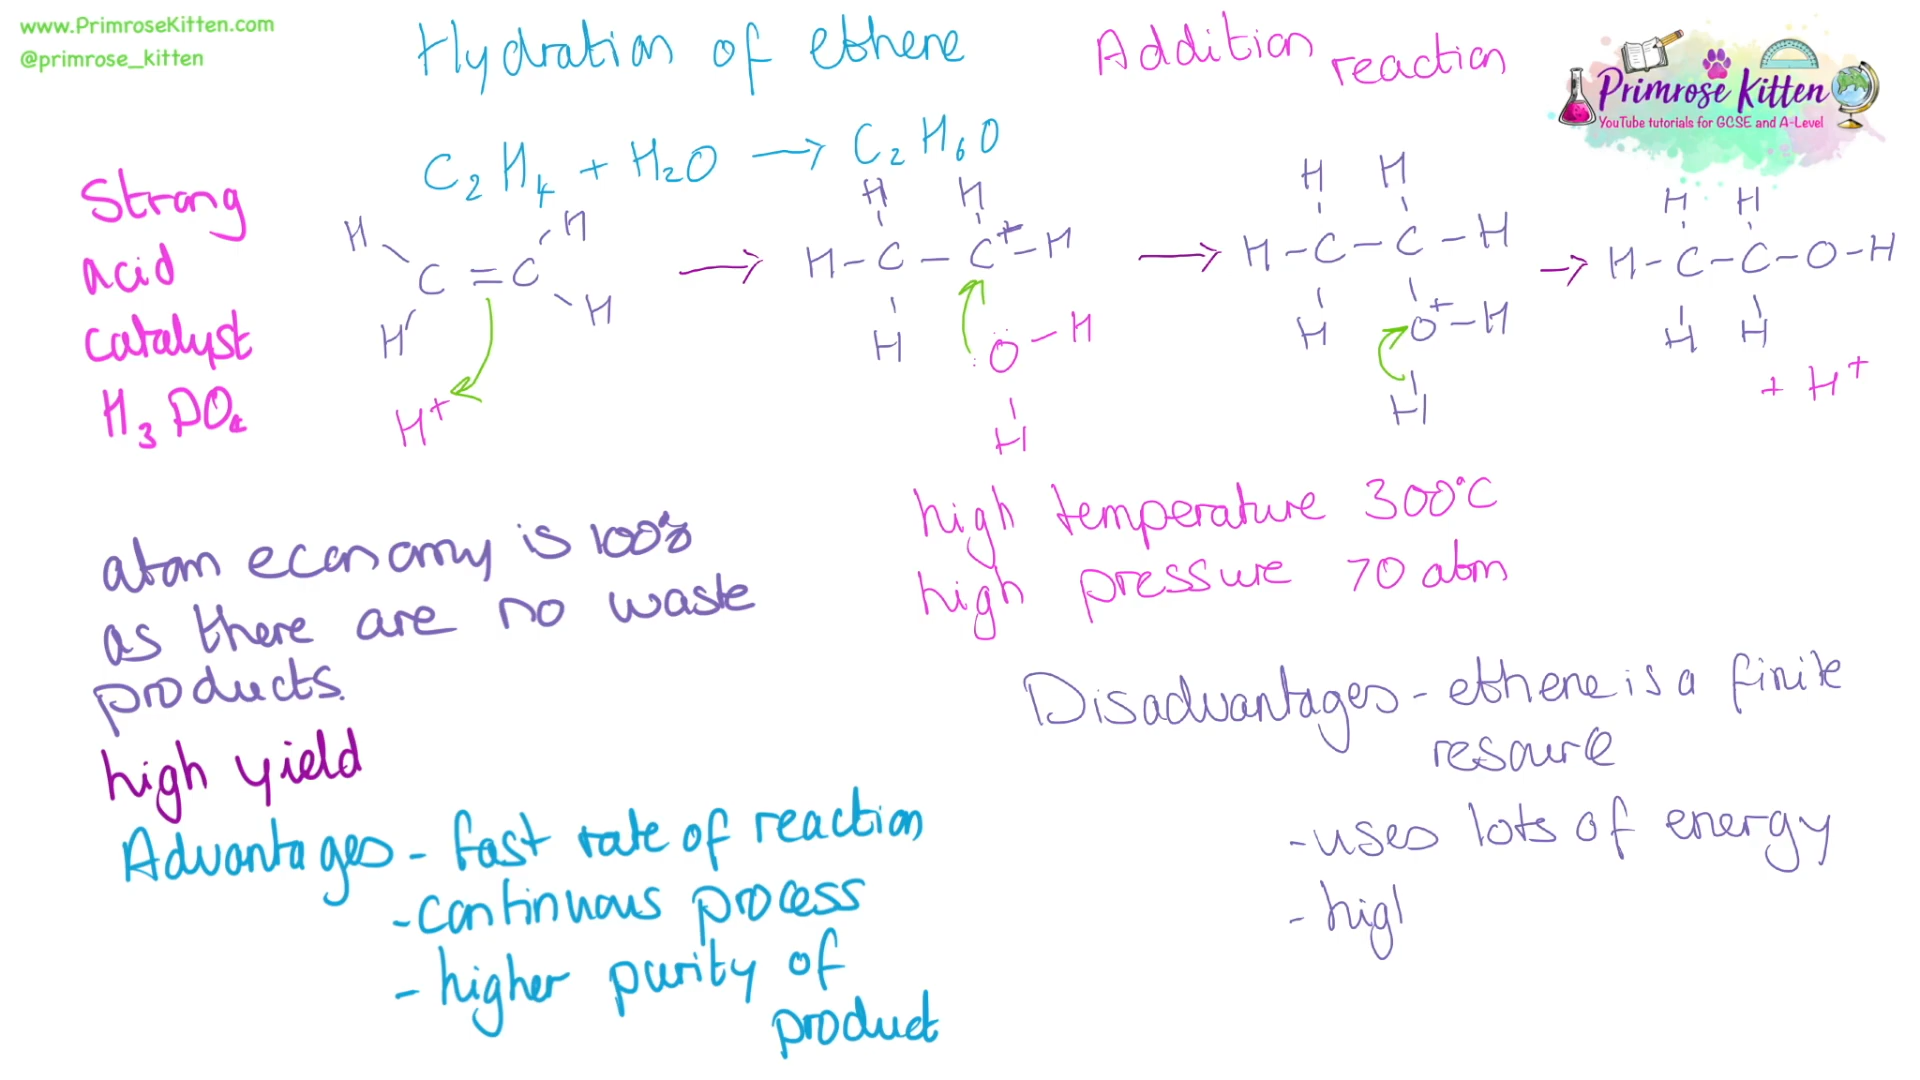 www.PrimroseKitten.com
@primrose_kitten
Hydration of ethene
Addition reaction
Primrose Kitten
YouTube tutorials for GCSE and A-Level
C₂H₄ + H₂O → C₂H₆O
Strong
acid
catalyst
H₃PO₄
H H
C = C
H H
H⁺
→
H H
H - C - C⁺ - H
H
O - H
H
→
H H
H - C - C - H
H O⁺ - H
H
→
H H
H - C - C - O - H
H H
+ H⁺
high temperature 300°C
high pressure 70 atm
atom economy is 100%
as there are no waste
products.
high yield
Advantages - fast rate of reaction
- continuous process
- higher purity of
product
Disadvantages - ethene is a finite
resource
- uses lots of energy
- hig